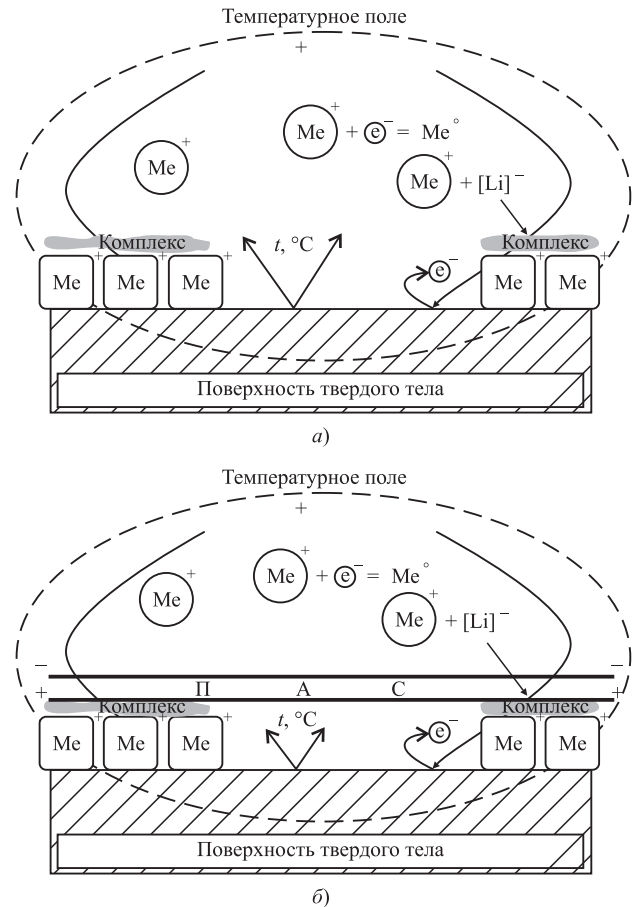 Температурное поле
+
Me + + e − = Me °
Me +
Me + + [Li] −
Комплекс Комплекс
t, °C
e −
Me + Me + Me + Me + Me +
Поверхность твердого тела
а)
Температурное поле
+
Me + + e − = Me °
Me +
Me + + [Li] −
− −
П А С
+ +
Комплекс Комплекс
t, °C
e −
Me + Me + Me + Me + Me +
Поверхность твердого тела
б)